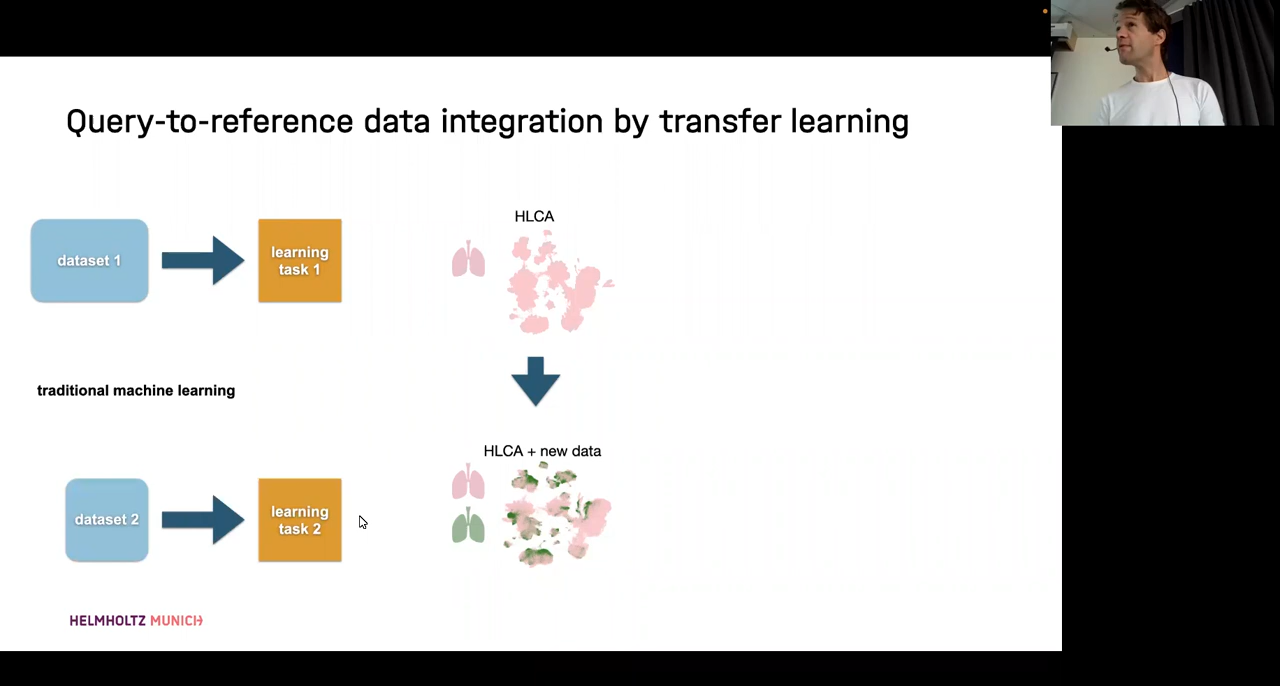 Query-to-reference data integration by transfer learning
HLCA
dataset 1
learning
task 1
traditional machine learning
HLCA + new data
dataset 2
learning
task 2
HELMHOLTZ MUNICH